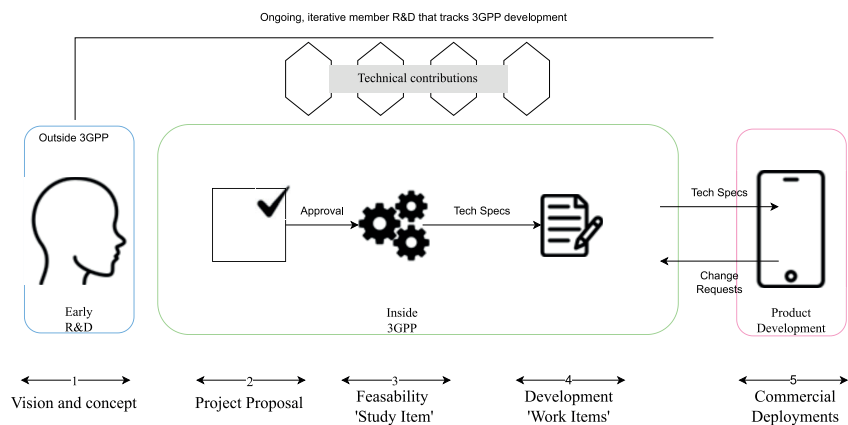 Ongoing, iterative member R&D that tracks 3GPP development
Technical contributions
Outside 3GPP
Approval
Tech Specs
Tech Specs
Change
Requests
Early
R&D
Inside
3GPP
Product
Development
1
2
3
4
5
Vision and concept
Project Proposal
Feasability
'Study Item'
Development
'Work Items'
Commercial
Deployments